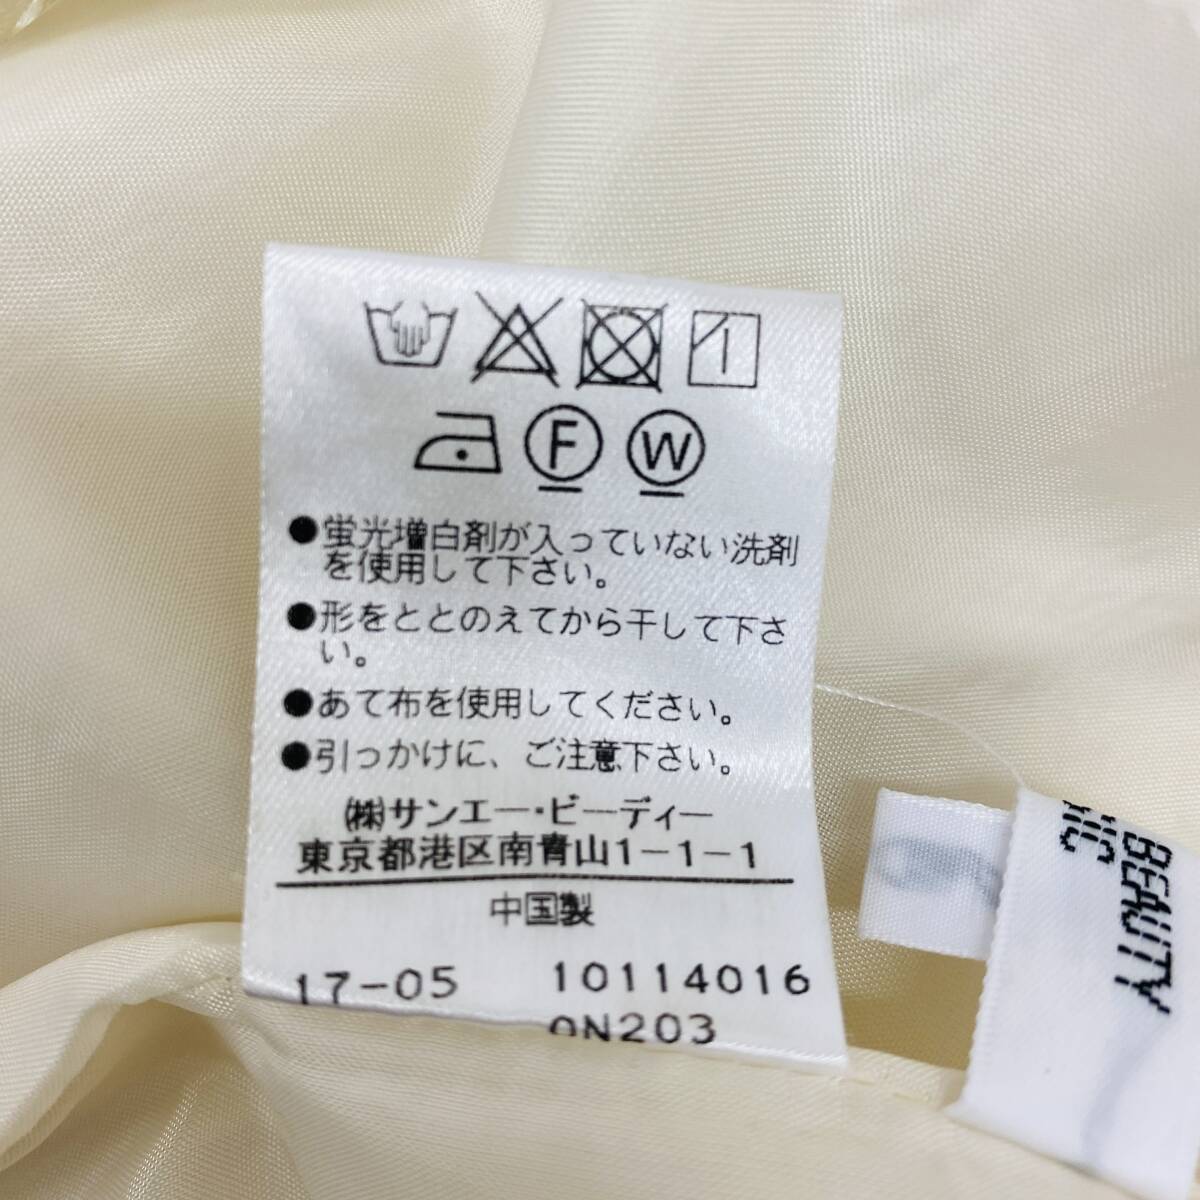 F W
●蛍光増白剤が入っていない洗剤
を使用して下さい。
●形をととのえてから干して下さ
い。
●あて布を使用してください。
●引っかけに、ご注意下さい。
㈱サンエー・ビーディー
東京都港区南青山1-1-1
中国製
17-05 10114016
0N203
BEAUTY